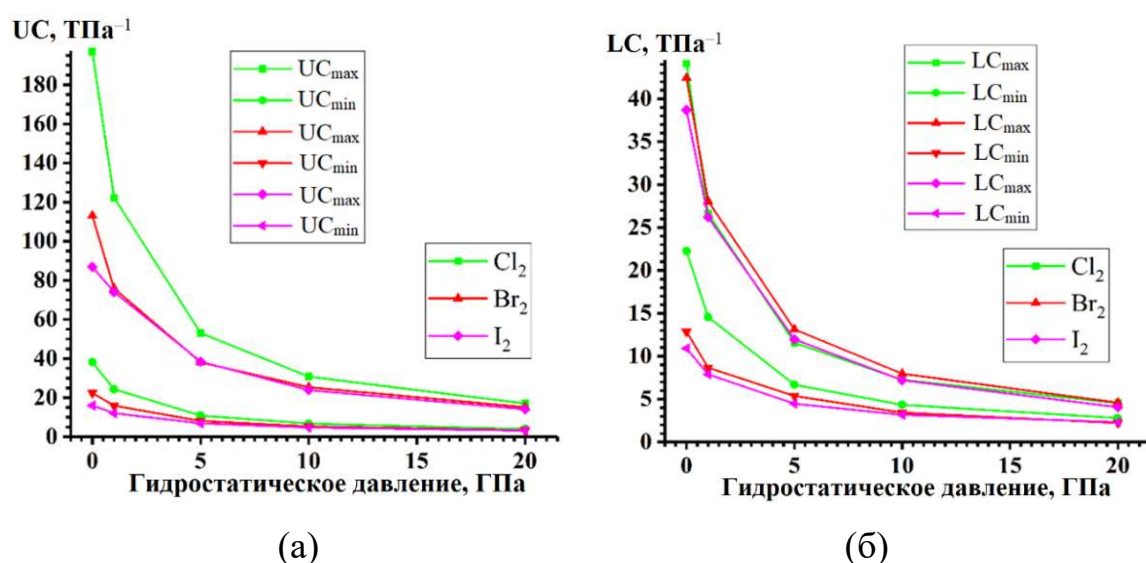 UC, ТПа⁻¹
180
160
140
120
100
80
60
40
20
0
0 5 10 15 20
Гидростатическое давление, ГПа
UCmax
UCmin
UCmax
UCmin
UCmax
UCmin
Cl₂
Br₂
I₂
(а)
LC, ТПа⁻¹
40
35
30
25
20
15
10
5
0
0 5 10 15 20
Гидростатическое давление, ГПа
LCmax
LCmin
LCmax
LCmin
LCmax
LCmin
Cl₂
Br₂
I₂
(б)